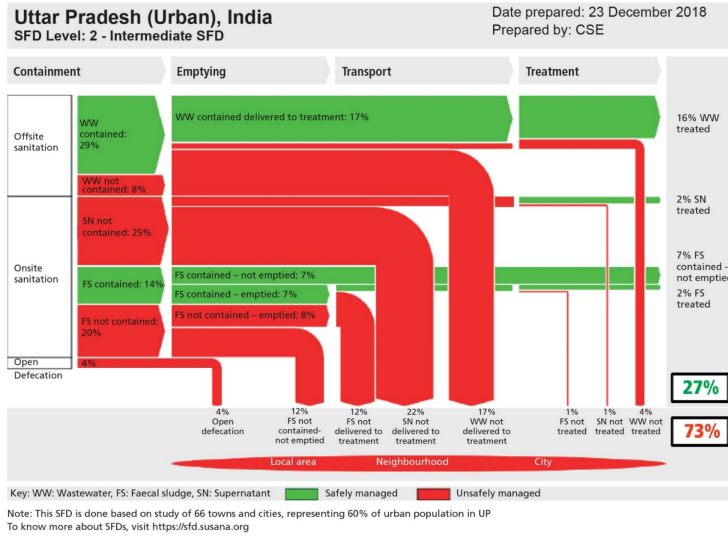 Uttar Pradesh (Urban), India
SFD Level: 2 - Intermediate SFD
Date prepared: 23 December 2018
Prepared by: CSE
Containment
Emptying
Transport
Treatment
Offsite
sanitation
WW
contained:
29%
WW contained delivered to treatment: 17%
16% WW
treated
WW not
contained: 8%
SN not
contained: 25%
2% SN
treated
Onsite
sanitation
FS contained: 14%
FS contained – not emptied: 7%
FS contained – emptied: 7%
7% FS
contained –
not emptied
2% FS
treated
FS not contained:
20%
FS not contained – emptied: 8%
Open
Defecation
4%
27%
73%
4%
Open
defecation
12%
FS not
contained-
not emptied
12%
FS not
delivered to
treatment
22%
SN not
delivered to
treatment
17%
WW not
delivered to
treatment
1%
FS not
treated
1%
SN not
treated
4%
WW not
treated
Local area
Neighbourhood
City
Key: WW: Wastewater, FS: Faecal sludge, SN: Supernatant
Safely managed
Unsafely managed
Note: This SFD is done based on study of 66 towns and cities, representing 60% of urban population in UP
To know more about SFDs, visit https://sfd.susana.org